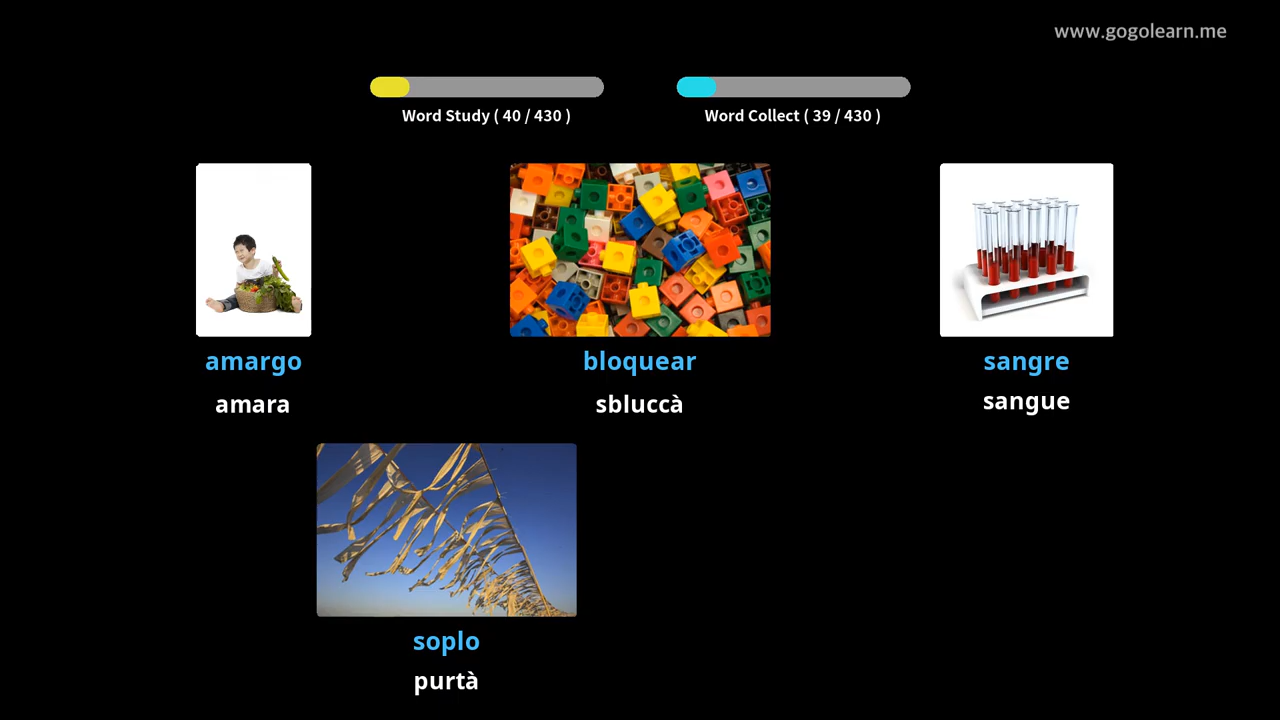 www.gogolearn.me
Word Study ( 40 / 430 )
Word Collect ( 39 / 430 )
amargo
amara
bloquear
sbluccà
sangre
sangue
soplo
purtà